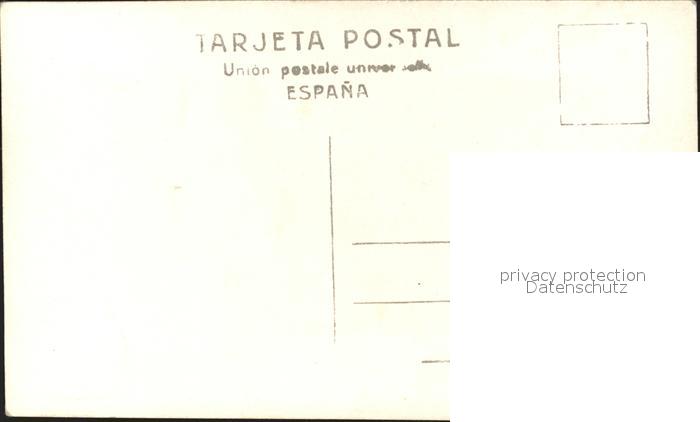 TARJETA POSTAL
Unión postale
ESPAÑA
privacy protection
Datenschutz